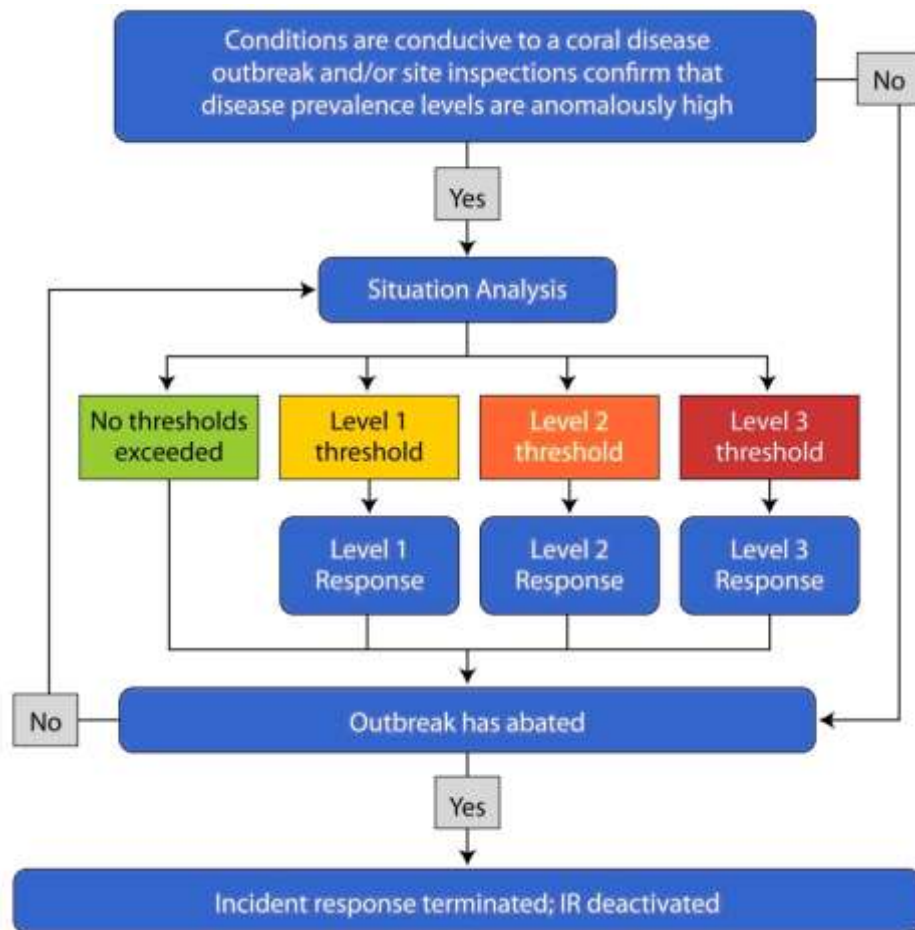 Conditions are conducive to a coral disease
outbreak and/or site inspections confirm that
disease prevalence levels are anomalously high
No
Yes
Situation Analysis
No thresholds
exceeded
Level 1
threshold
Level 2
threshold
Level 3
threshold
Level 1
Response
Level 2
Response
Level 3
Response
No
Outbreak has abated
Yes
Incident response terminated; IR deactivated